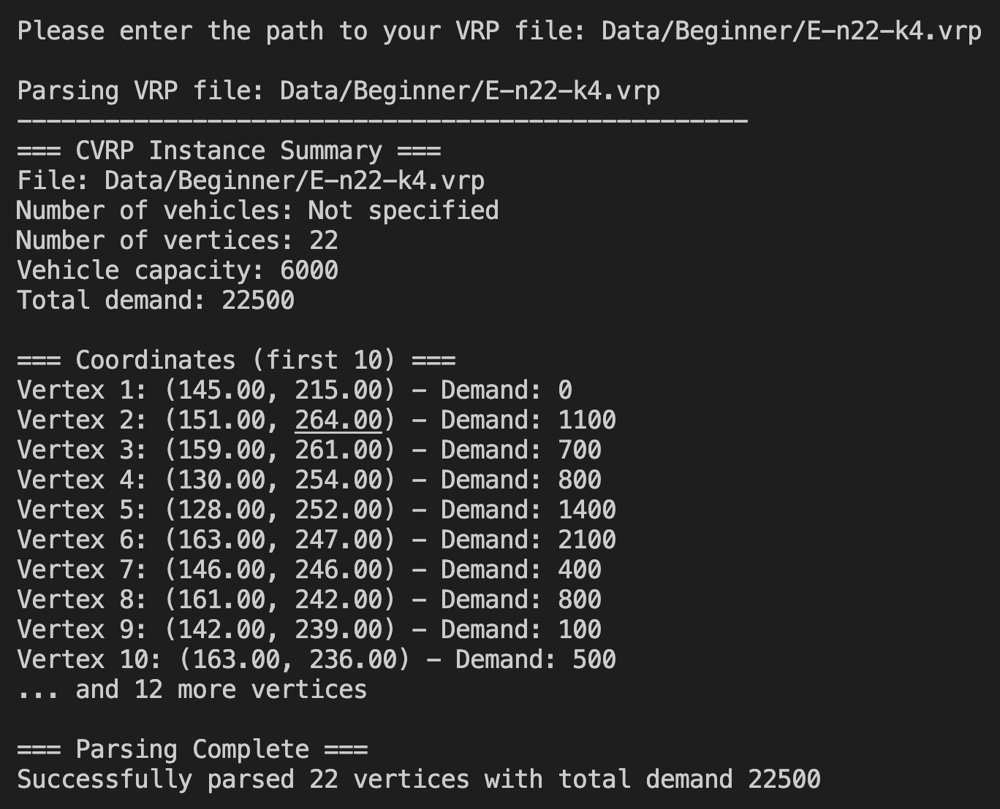 Please enter the path to your VRP file: Data/Beginner/E-n22-k4.vrp
Parsing VRP file: Data/Beginner/E-n22-k4.vrp
--------------------------------------------------
=== CVRP Instance Summary ===
File: Data/Beginner/E-n22-k4.vrp
Number of vehicles: Not specified
Number of vertices: 22
Vehicle capacity: 6000
Total demand: 22500
=== Coordinates (first 10) ===
Vertex 1: (145.00, 215.00) - Demand: 0
Vertex 2: (151.00, 264.00) - Demand: 1100
Vertex 3: (159.00, 261.00) - Demand: 700
Vertex 4: (130.00, 254.00) - Demand: 800
Vertex 5: (128.00, 252.00) - Demand: 1400
Vertex 6: (163.00, 247.00) - Demand: 2100
Vertex 7: (146.00, 246.00) - Demand: 400
Vertex 8: (161.00, 242.00) - Demand: 800
Vertex 9: (142.00, 239.00) - Demand: 100
Vertex 10: (163.00, 236.00) - Demand: 500
... and 12 more vertices
=== Parsing Complete ===
Successfully parsed 22 vertices with total demand 22500